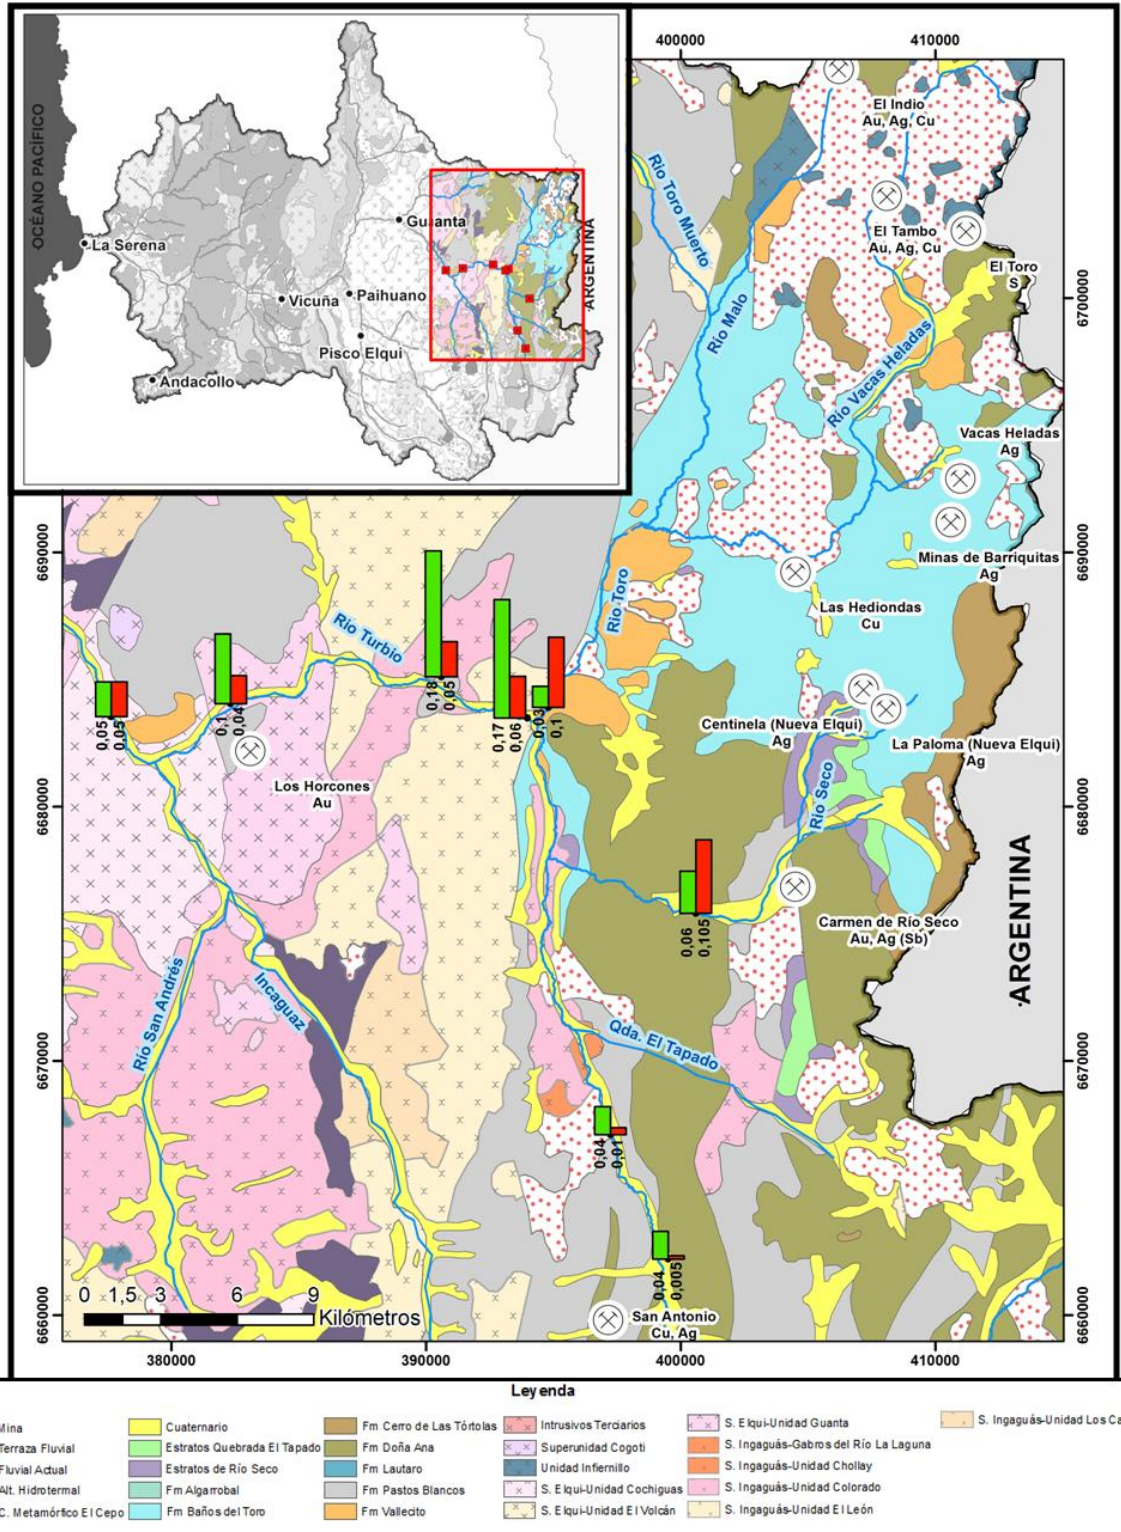 OCÉANO PACÍFICO
La Serena
Andacollo
Vicuña
Paihuano
Pisco Elqui
Guanta
ARGENTINA
400000
410000
El Indio
Au, Ag, Cu
Río Toro Muerto
El Tambo
Au, Ag, Cu
El Toro
S
6700000
Río Malo
Río Vacas Heladas
Vacas Heladas
Ag
6690000
6690000
Minas de Barriquitas
Ag
Las Hediondas
Cu
Río Toro
Río Turbio
0,05
0,05
0,1
0,04
0,18
0,05
0,17
0,06
0,03
0,1
Centinela (Nueva Elqui)
Ag
La Paloma (Nueva Elqui)
Ag
Los Horcones
Au
Río Seco
6680000
6680000
0,06
0,105
Carmen de Río Seco
Au, Ag (Sb)
ARGENTINA
Río San Andrés
Incaguaz
Qda. El Tapado
6670000
6670000
0,04
0,01
0,04
0,005
San Antonio
Cu, Ag
6660000
6660000
0 1,5 3 6 9
Kilómetros
380000
390000
400000
410000
Leyenda
Mina
Terraza Fluvial
Fluvial Actual
Alt. Hidrotermal
C. Metamórfico El Cepo
Cuaternario
Estratos Quebrada El Tapado
Estratos de Río Seco
Fm Algarrobal
Fm Baños del Toro
Fm Cerro de Las Tórtolas
Fm Doña Ana
Fm Lautaro
Fm Pastos Blancos
Fm Vallecito
Intrusivos Terciarios
Superunidad Cogoti
Unidad Infiernillo
S. Elqui-Unidad Cochiguas
S. Elqui-Unidad El Volcán
S. Elqui-Unidad Guanta
S. Ingaguás-Gabros del Río La Laguna
S. Ingaguás-Unidad Chollay
S. Ingaguás-Unidad Colorado
S. Ingaguás-Unidad El León
S. Ingaguás-Unidad Los Ca